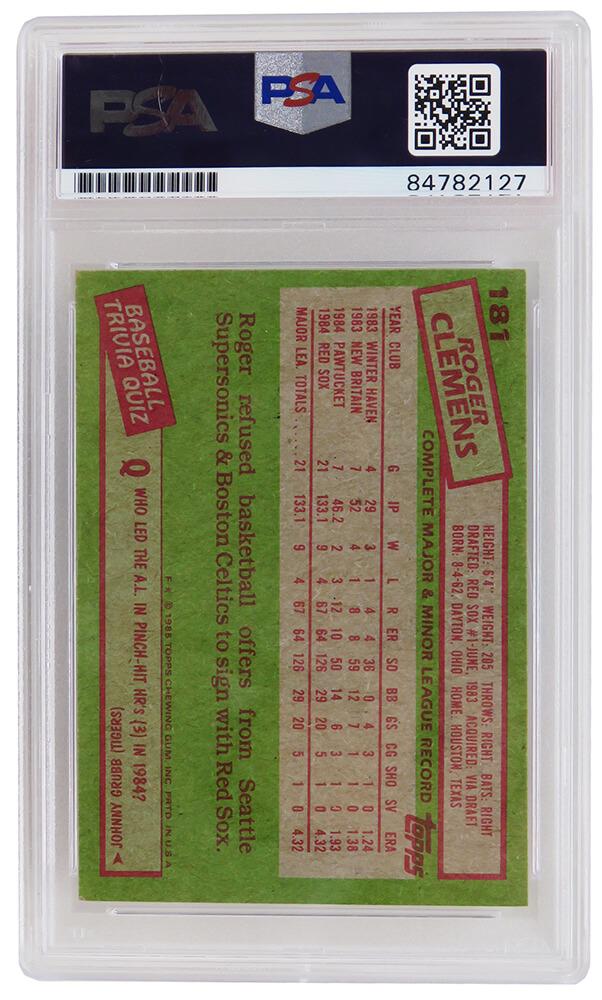 PSA
PSA
84782127
181
ROGER
CLEMENS
HEIGHT: 6'4" WEIGHT: 205 THROWS: RIGHT BATS: RIGHT
DRAFTED: RED SOX #1-JUNE, 1983 ACQUIRED: VIA DRAFT
BORN: 8-4-62, DAYTON, OHIO HOME: HOUSTON, TEXAS
COMPLETE MAJOR & MINOR LEAGUE RECORD
topps
YEAR CLUB G IP W L R ER SO BB GS CG SHO SV ERA
1983 WINTER HAVEN 4 29 3 1 4 4 36 0 4 3 1 0 1.24
1983 NEW BRITAIN 7 52 4 1 8 8 59 12 7 1 1 0 1.38
1984 PAWTUCKET 7 46.2 2 3 12 10 50 14 6 3 1 0 1.93
1984 RED SOX 21 133.1 9 4 67 64 126 29 20 5 1 0 4.32
MAJOR LEA. TOTALS ..... 21 133.1 9 4 67 64 126 29 20 5 1 0 4.32
Roger refused basketball offers from Seattle
Supersonics & Boston Celtics to sign with Red Sox.
F* © 1985 TOPPS CHEWING GUM, INC. PRTD. IN U.S.A.
BASEBALL
TRIVIA QUIZ
Q WHO LED THE A.L. IN PINCH-HIT HR'S (3) IN 1984?
A JOHNNY GRUBB (TIGERS)